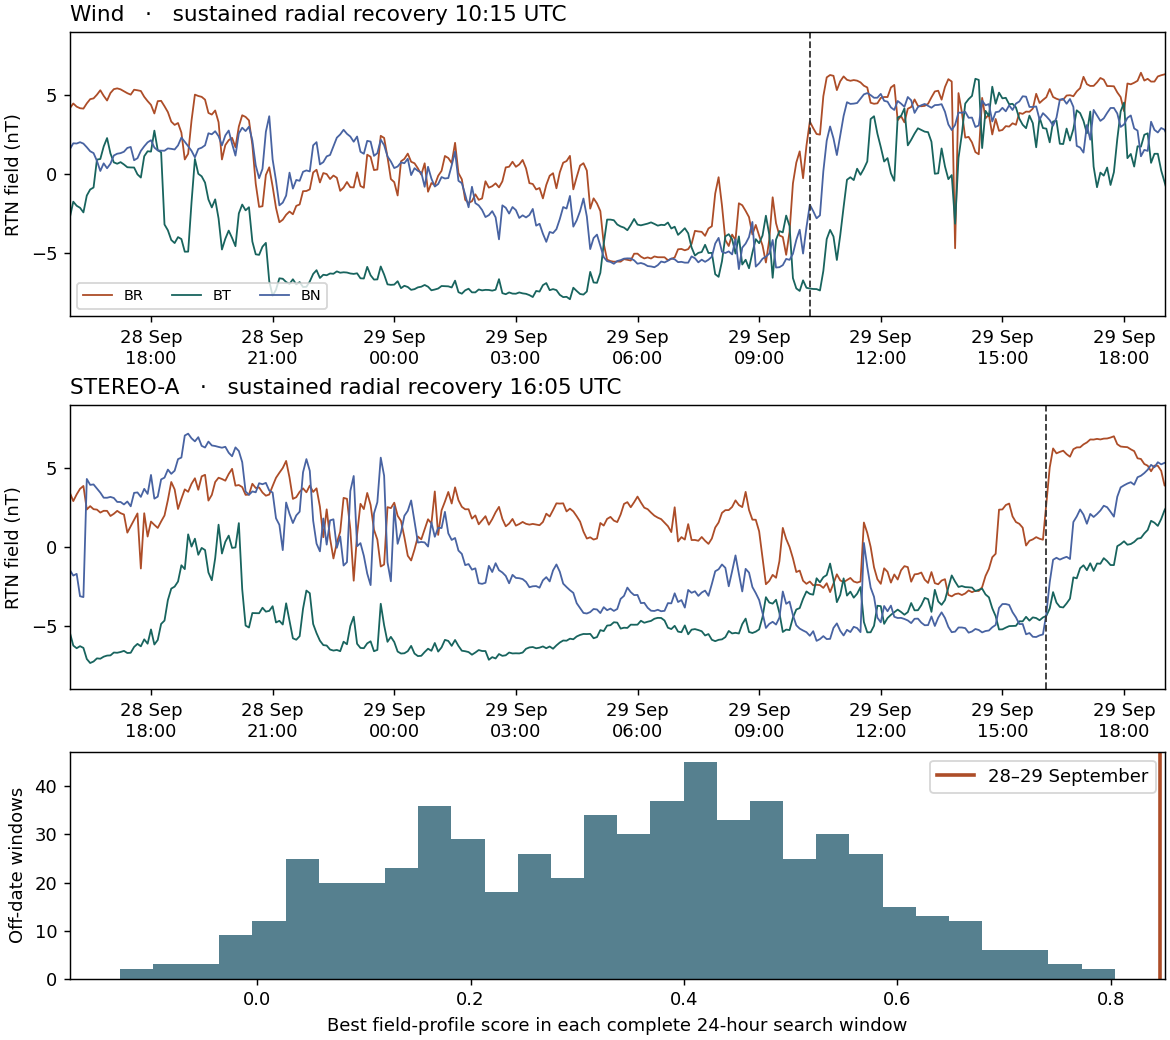 Wind · sustained radial recovery 10:15 UTC
RTN field (nT)
5
0
−5
BR BT BN
28 Sep 28 Sep 29 Sep 29 Sep 29 Sep 29 Sep 29 Sep 29 Sep 29 Sep
18:00 21:00 00:00 03:00 06:00 09:00 12:00 15:00 18:00
STEREO-A · sustained radial recovery 16:05 UTC
RTN field (nT)
5
0
−5
28 Sep 28 Sep 29 Sep 29 Sep 29 Sep 29 Sep 29 Sep 29 Sep 29 Sep
18:00 21:00 00:00 03:00 06:00 09:00 12:00 15:00 18:00
Off-date windows
40
30
20
10
0
28–29 September
0.0 0.2 0.4 0.6 0.8
Best field-profile score in each complete 24-hour search window